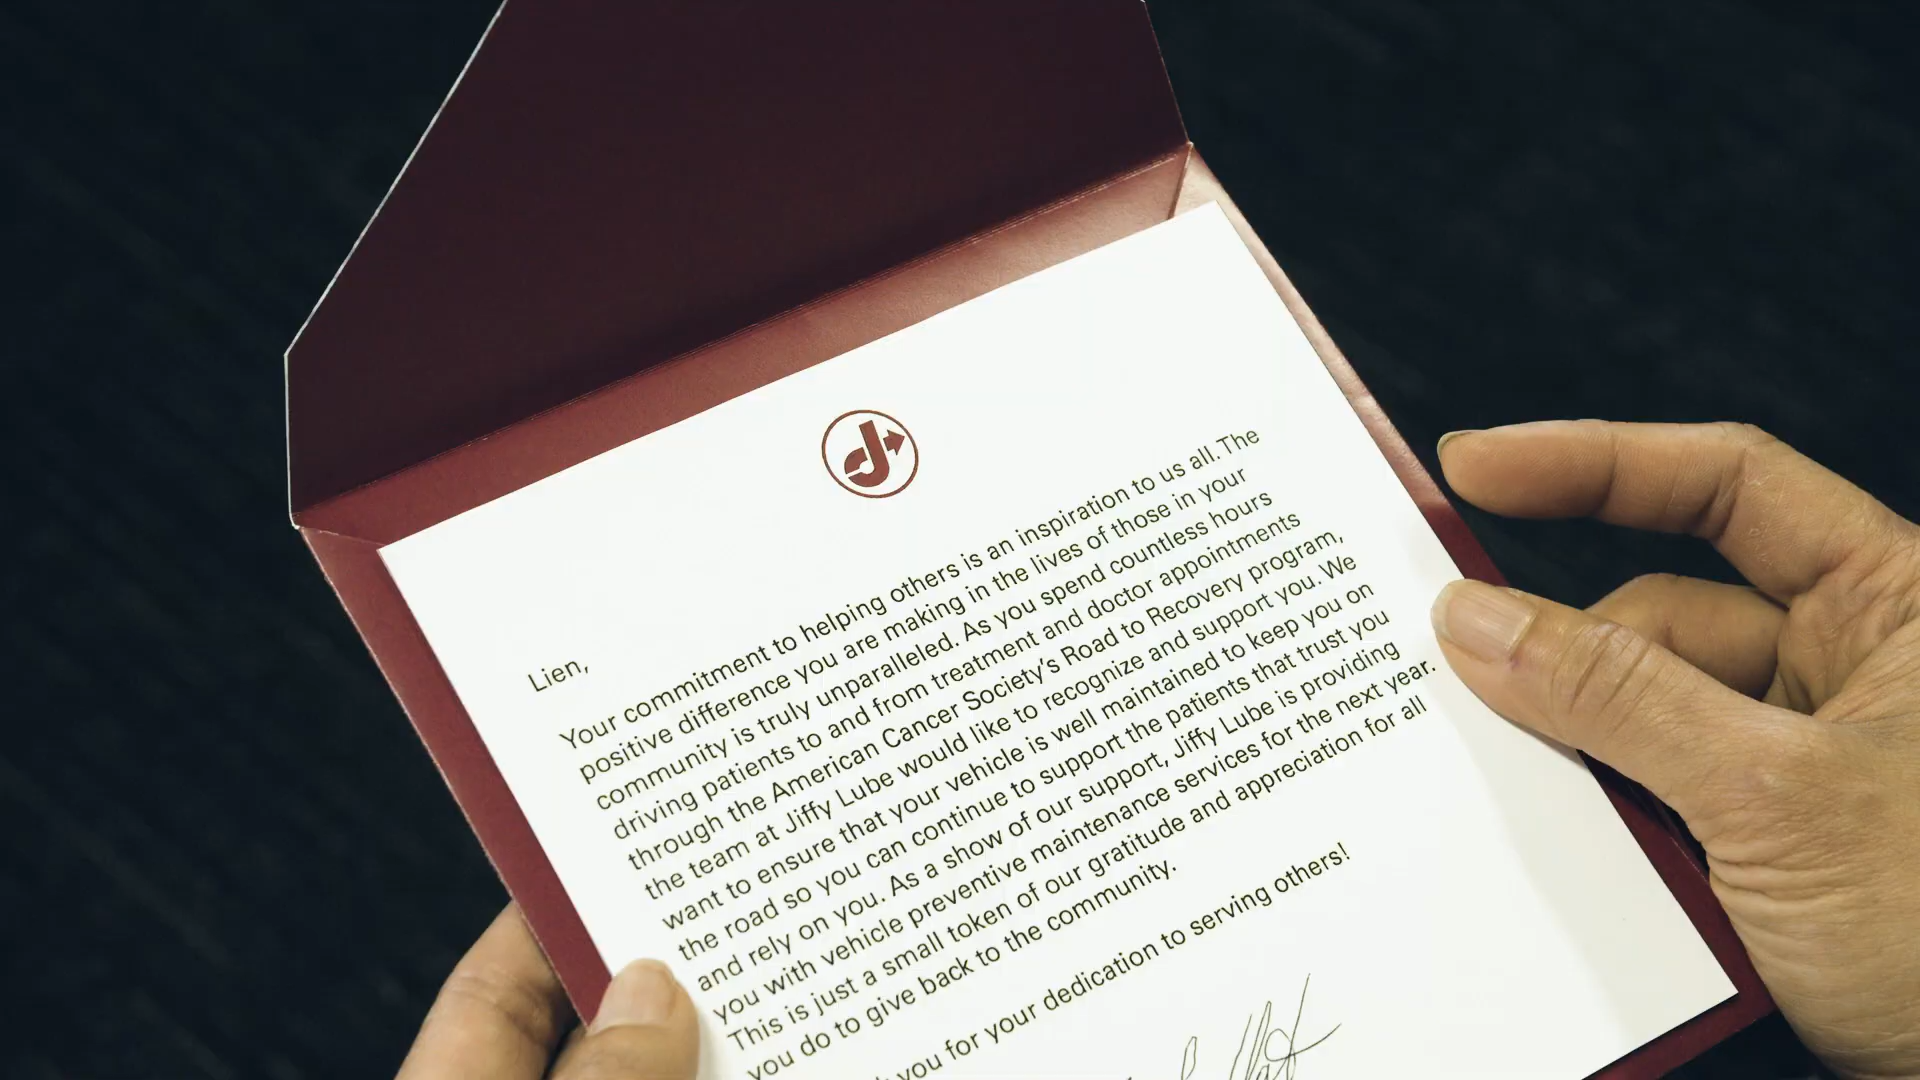 Lien,
Your commitment to helping others is an inspiration to us all. The
positive difference you are making in the lives of those in your
community is truly unparalleled. As you spend countless hours
driving patients to and from treatment and doctor appointments
through the American Cancer Society's Road to Recovery program,
the team at Jiffy Lube would like to recognize and support you. We
want to ensure that your vehicle is well maintained to keep you on
the road so you can continue to support the patients that trust you
and rely on you. As a show of our support, Jiffy Lube is providing
you with vehicle preventive maintenance services for the next year.
This is just a small token of our gratitude and appreciation for all
you do to give back to the community.
you for your dedication to serving others!